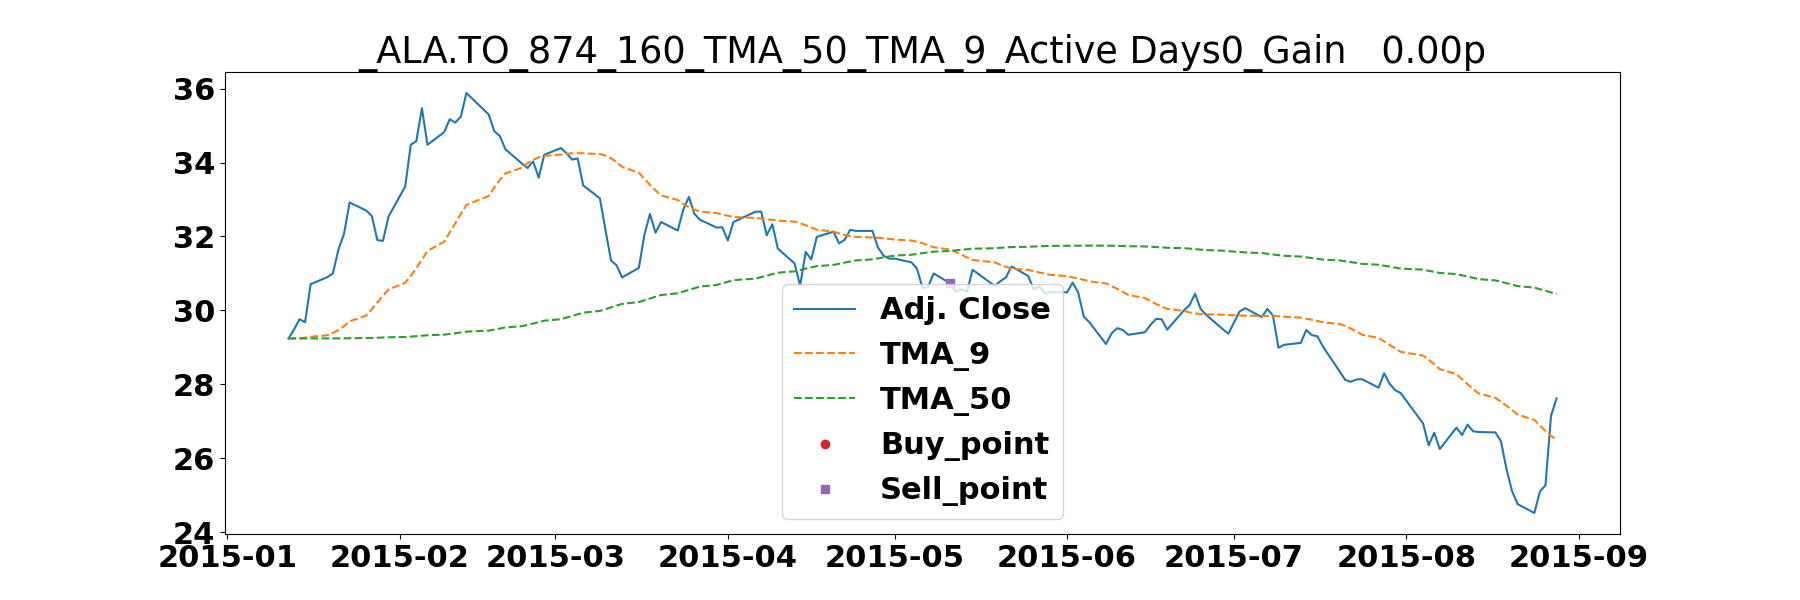 _ALA.TO_874_160_TMA_50_TMA_9_Active Days0_Gain   0.00p
36
34
32
30
28
26
24
Adj. Close
TMA_9
TMA_50
Buy_point
Sell_point
2015-01 2015-02 2015-03 2015-04 2015-05 2015-06 2015-07 2015-08 2015-09